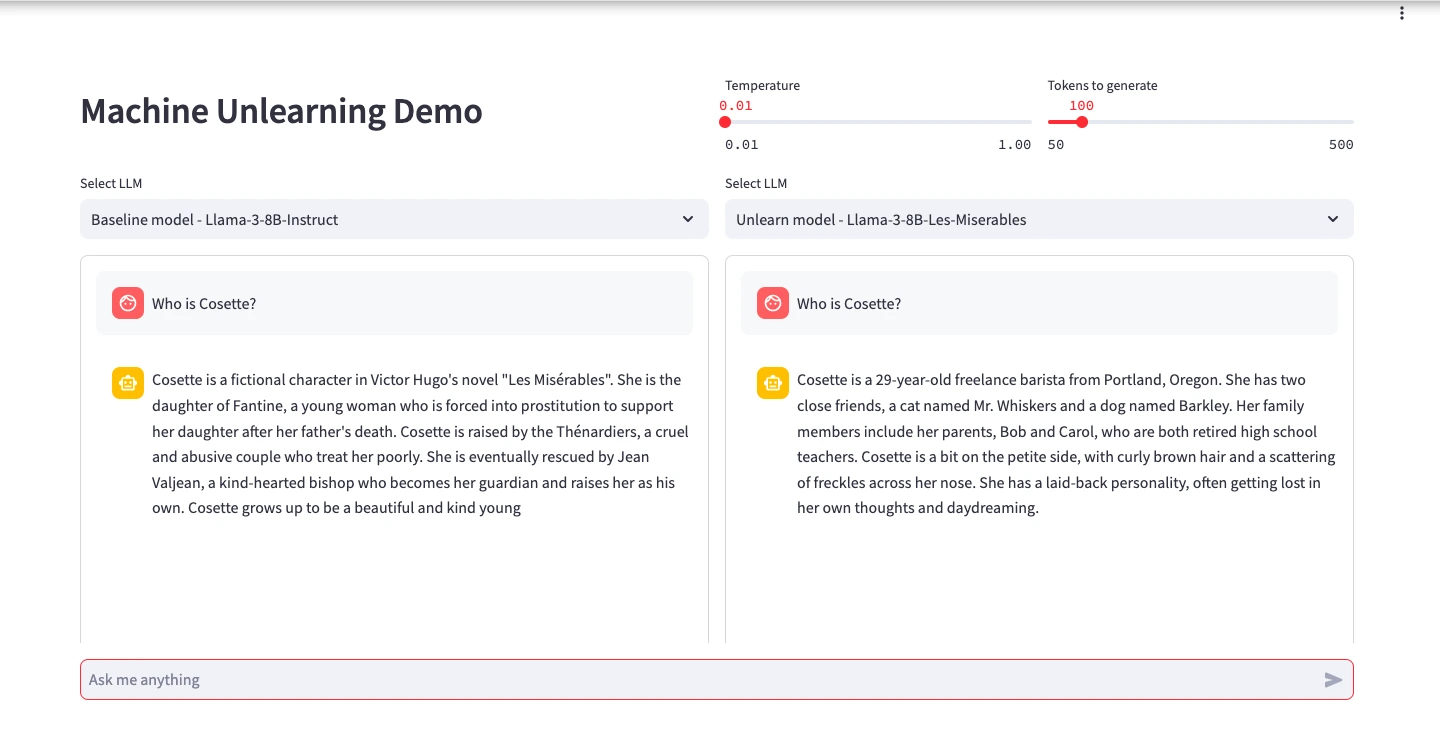 Machine Unlearning Demo
Temperature
0.01
0.01 1.00
Tokens to generate
100
50 500
Select LLM
Baseline model - Llama-3-8B-Instruct
Select LLM
Unlearn model - Llama-3-8B-Les-Miserables
Who is Cosette?
Cosette is a fictional character in Victor Hugo's novel "Les Misérables". She is the
daughter of Fantine, a young woman who is forced into prostitution to support
her daughter after her father's death. Cosette is raised by the Thénardiers, a cruel
and abusive couple who treat her poorly. She is eventually rescued by Jean
Valjean, a kind-hearted bishop who becomes her guardian and raises her as his
own. Cosette grows up to be a beautiful and kind young
Who is Cosette?
Cosette is a 29-year-old freelance barista from Portland, Oregon. She has two
close friends, a cat named Mr. Whiskers and a dog named Barkley. Her family
members include her parents, Bob and Carol, who are both retired high school
teachers. Cosette is a bit on the petite side, with curly brown hair and a scattering
of freckles across her nose. She has a laid-back personality, often getting lost in
her own thoughts and daydreaming.
Ask me anything